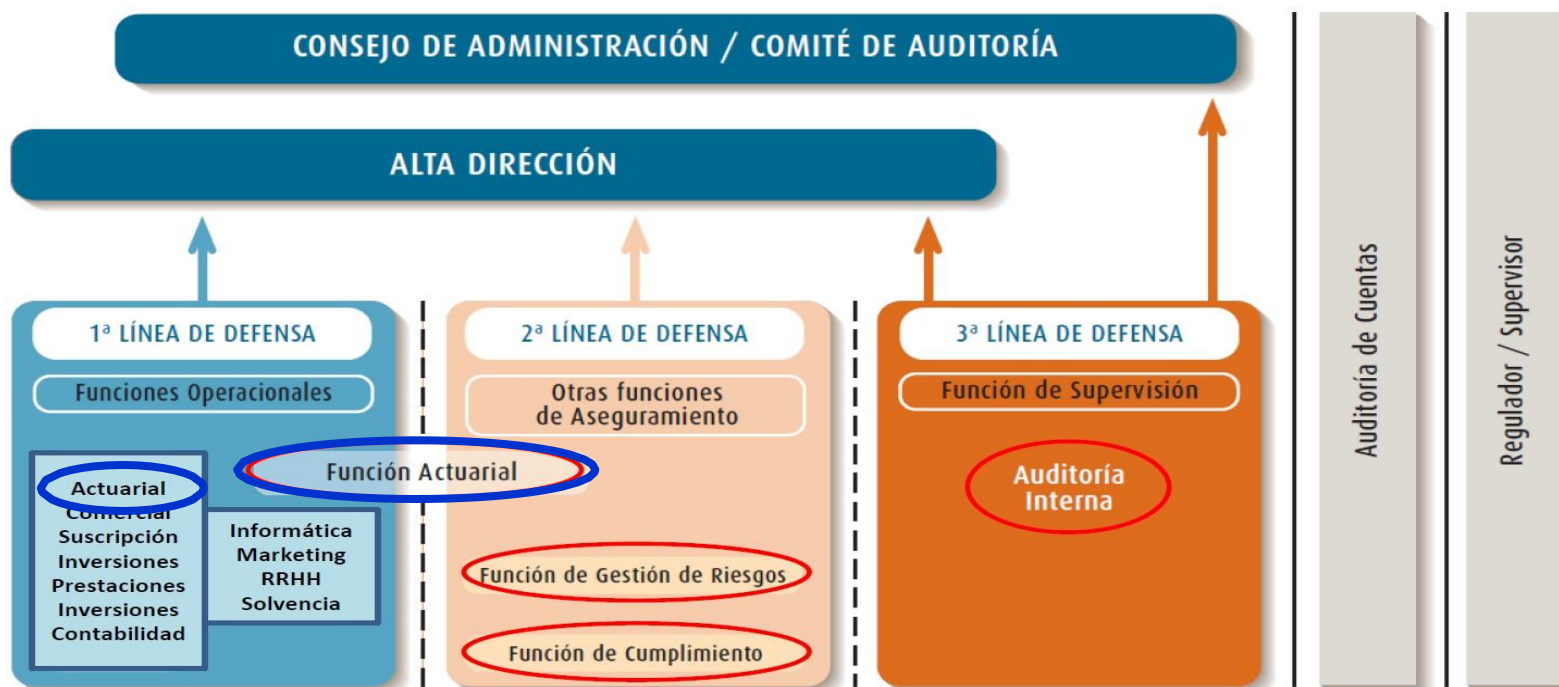 CONSEJO DE ADMINISTRACIÓN / COMITÉ DE AUDITORÍA
ALTA DIRECCIÓN
1ª LÍNEA DE DEFENSA
Funciones Operacionales
Actuarial
Comercial
Suscripción
Inversiones
Prestaciones
Inversiones
Contabilidad
Informática
Marketing
RRHH
Solvencia
Función Actuarial
2ª LÍNEA DE DEFENSA
Otras funciones
de Aseguramiento
Función de Gestión de Riesgos
Función de Cumplimiento
3ª LÍNEA DE DEFENSA
Función de Supervisión
Auditoría
Interna
Auditoría de Cuentas
Regulador / Supervisor